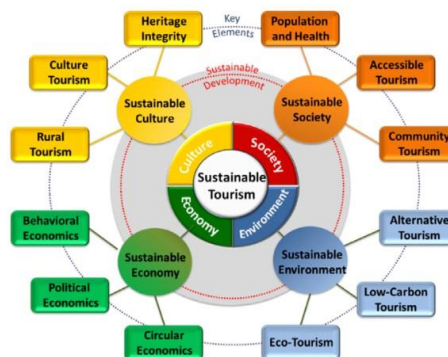 Heritage
Integrity
Key
Elements
Population
and Health
Culture
Tourism
Sustainable
Development
Accessible
Tourism
Sustainable
Culture
Sustainable
Society
Rural
Tourism
Community
Tourism
Culture
Society
Sustainable
Tourism
Economy
Environment
Behavioral
Economics
Alternative
Tourism
Sustainable
Economy
Sustainable
Environment
Political
Economics
Low-Carbon
Tourism
Circular
Economics
Eco-Tourism